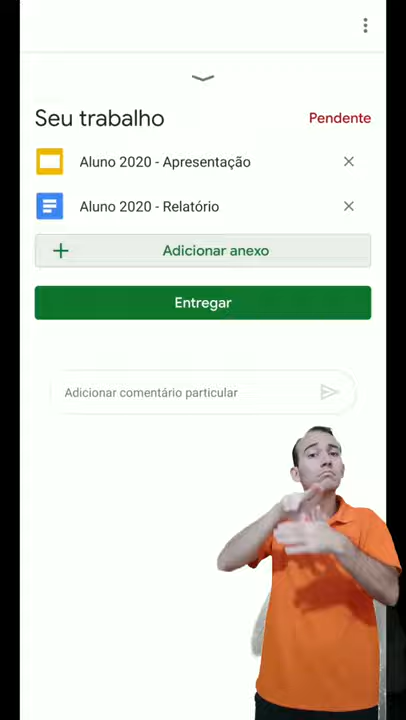 Seu trabalho
Pendente
Aluno 2020 - Apresentação
Aluno 2020 - Relatório
Adicionar anexo
Entregar
Adicionar comentário particular